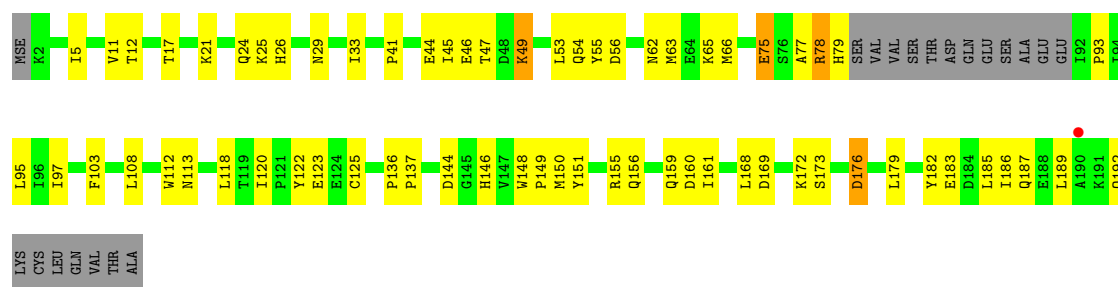 MSE K2 I5 V11 T12 T17 K21 Q24 K25 H26 N29 I33 P41 E44 I45 E46 T47 D48 K49 L53 Q54 Y55 D56 N62 M63 E64 K65 M66 E75 S76 A77 R78 H79 SER VAL VAL SER THR ASP GLN GLU SER ALA GLU GLU I92 P93 I94
L95 I96 I97 F103 L108 W112 N113 L118 T119 I120 P121 Y122 E123 E124 C125 P136 P137 D144 G145 H146 V147 W148 P149 M150 Y151 R155 Q156 Q159 D160 I161 L168 D169 K172 S173 D176 L179 Y182 E183 D184 L185 I186 Q187 E188 L189 A190 K191 Q192
LYS CYS LEU GLN VAL THR ALA